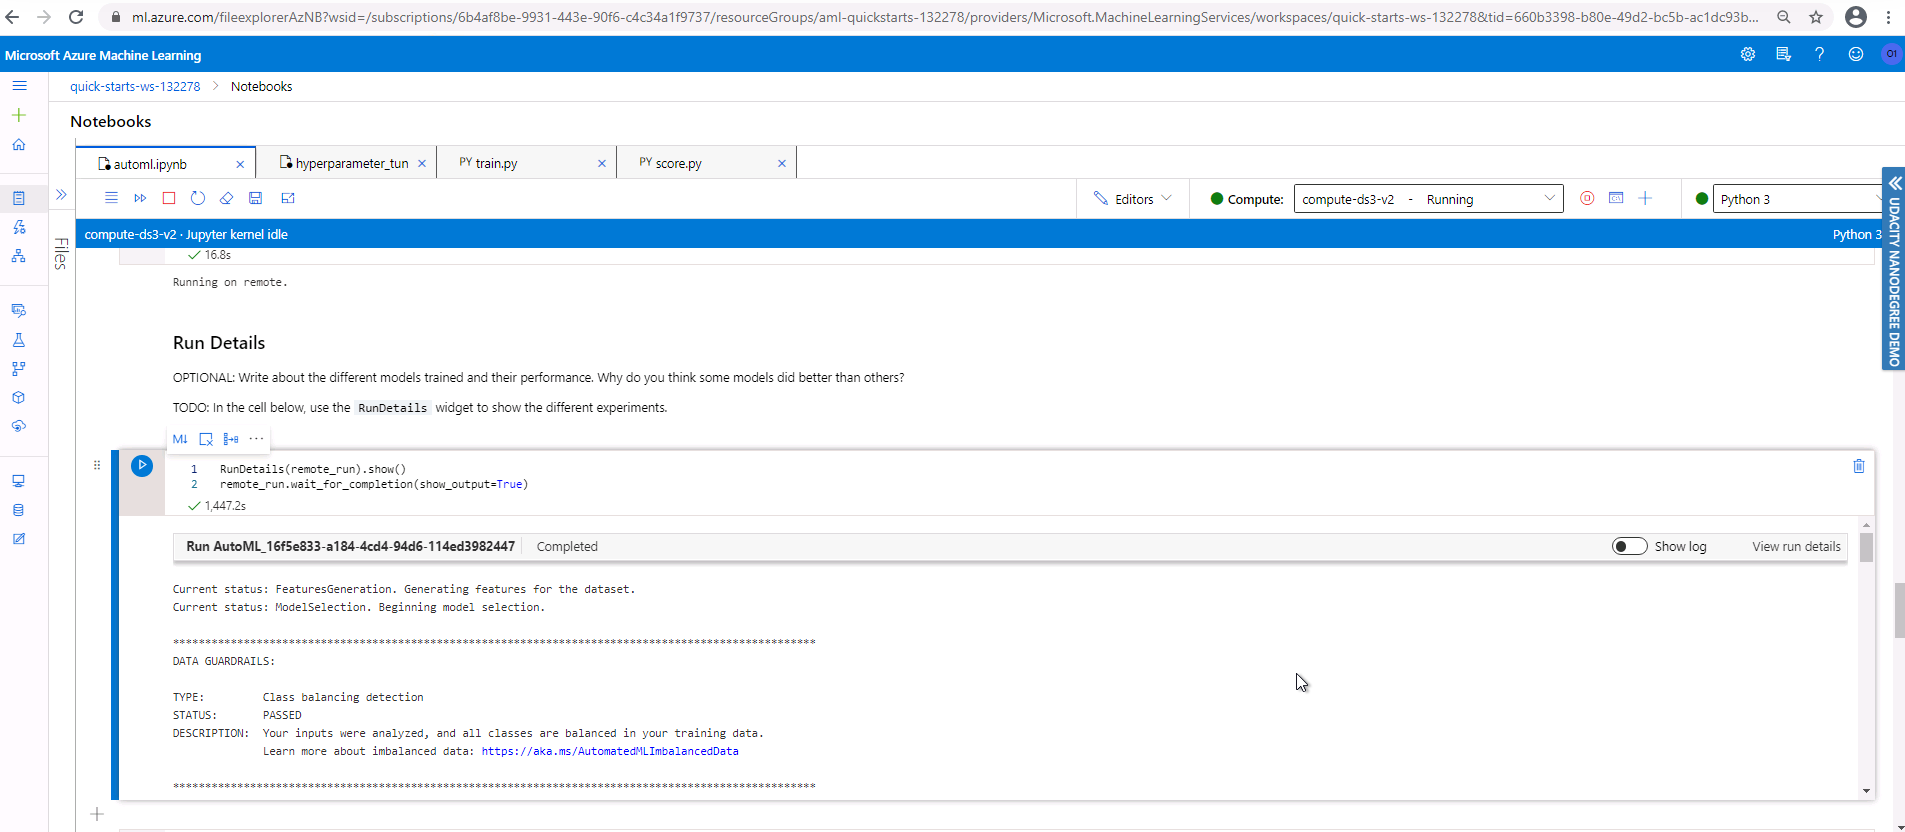 ml.azure.com/fileexplorerAzNB?wsid=/subscriptions/6b4af8be-9931-443e-90f6-c4c34a1f9737/resourceGroups/aml-quickstarts-132278/providers/Microsoft.MachineLearningServices/workspaces/quick-starts-ws-132278&tid=660b3398-b80e-49d2-bc5b-ac1dc93b...
Microsoft Azure Machine Learning
O1
quick-starts-ws-132278 > Notebooks
Notebooks
automl.ipynb ×
hyperparameter_tun ×
PY train.py ×
PY score.py ×
Editors
Compute: compute-ds3-v2 - Running
Python 3
Files
compute-ds3-v2 · Jupyter kernel idle
Python 3
UDACITY NANODEGREE DEMO
16.8s
Running on remote.
Run Details
OPTIONAL: Write about the different models trained and their performance. Why do you think some models did better than others?
TODO: In the cell below, use the RunDetails widget to show the different experiments.
M↓
1 RunDetails(remote_run).show()
2 remote_run.wait_for_completion(show_output=True)
1,447.2s
Run AutoML_16f5e833-a184-4cd4-94d6-114ed3982447 Completed
Show log
View run details
Current status: FeaturesGeneration. Generating features for the dataset.
Current status: ModelSelection. Beginning model selection.
****************************************************************************************************
DATA GUARDRAILS:
TYPE: Class balancing detection
STATUS: PASSED
DESCRIPTION: Your inputs were analyzed, and all classes are balanced in your training data.
Learn more about imbalanced data: https://aka.ms/AutomatedMLImbalancedData
****************************************************************************************************